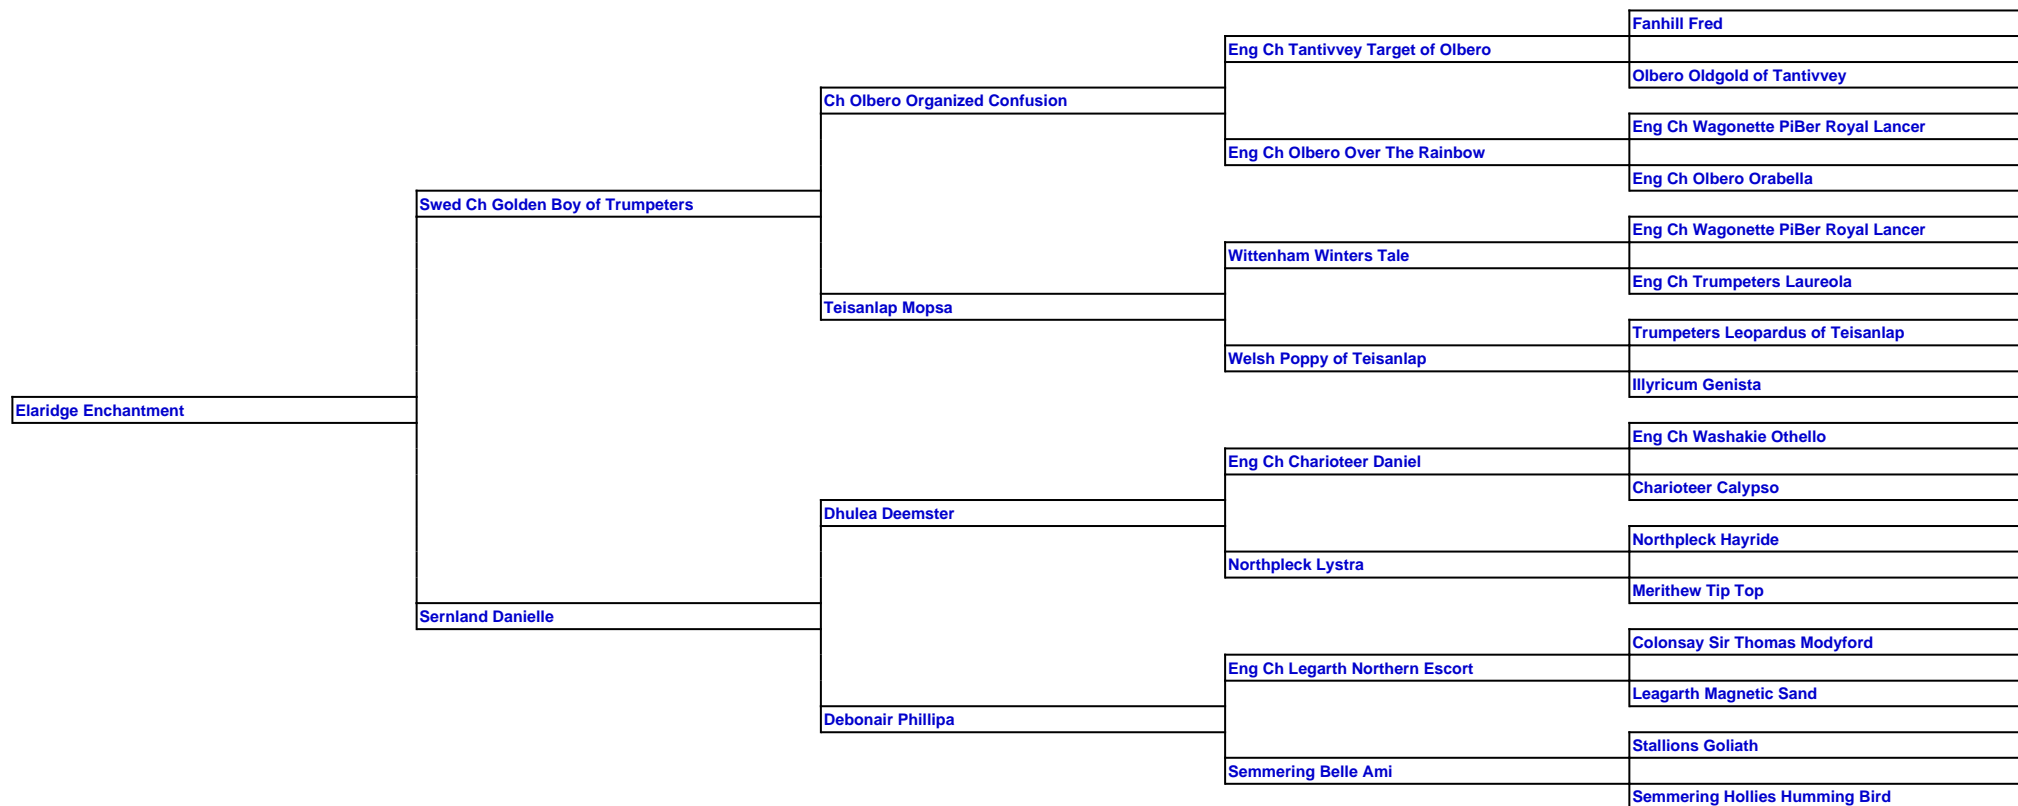 Fanhill Fred
Eng Ch Tantivvey Target of Olbero
Olbero Oldgold of Tantivvey
Ch Olbero Organized Confusion
Eng Ch Wagonette PiBer Royal Lancer
Eng Ch Olbero Over The Rainbow
Eng Ch Olbero Orabella
Swed Ch Golden Boy of Trumpeters
Eng Ch Wagonette PiBer Royal Lancer
Wittenham Winters Tale
Eng Ch Trumpeters Laureola
Teisanlap Mopsa
Trumpeters Leopardus of Teisanlap
Welsh Poppy of Teisanlap
Illyricum Genista
Elaridge Enchantment
Eng Ch Washakie Othello
Eng Ch Charioteer Daniel
Charioteer Calypso
Dhulea Deemster
Northpleck Hayride
Northpleck Lystra
Merithew Tip Top
Sernland Danielle
Colonsay Sir Thomas Modyford
Eng Ch Legarth Northern Escort
Leagarth Magnetic Sand
Debonair Phillipa
Stallions Goliath
Semmering Belle Ami
Semmering Hollies Humming Bird